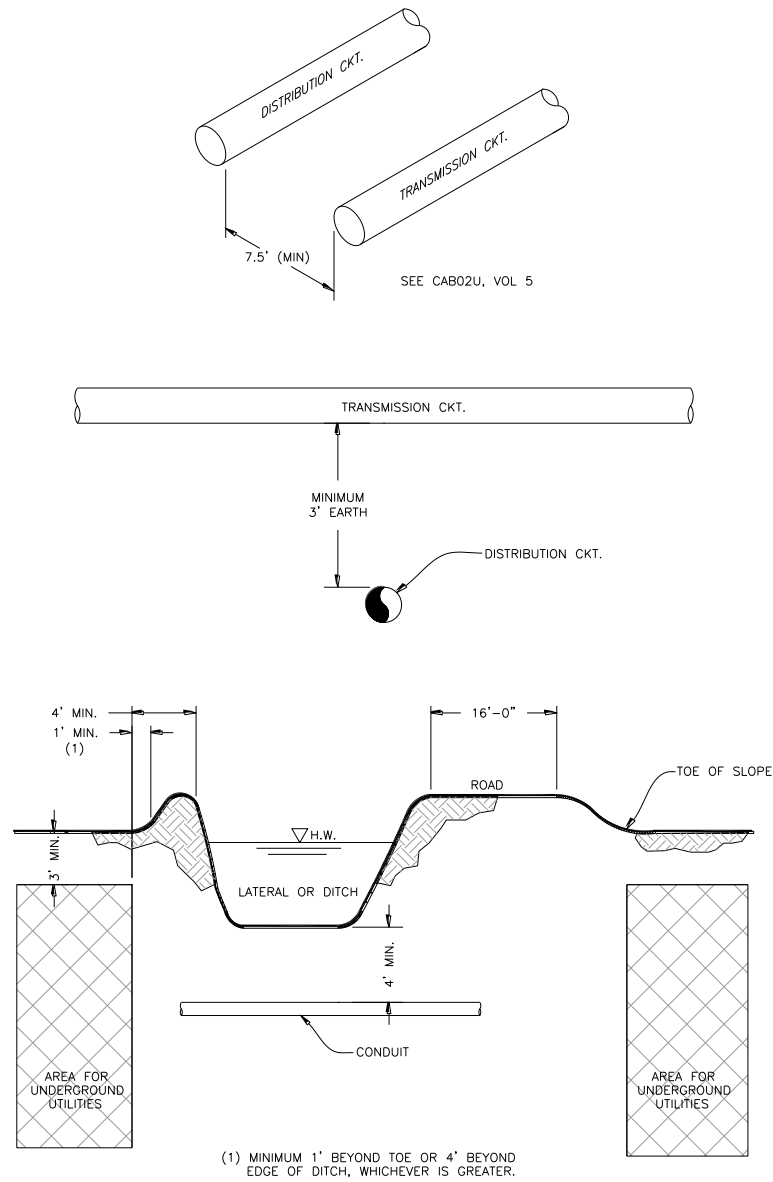 DISTRIBUTION CKT.
TRANSMISSION CKT.
7.5' (MIN)
SEE CAB02U, VOL 5
TRANSMISSION CKT.
MINIMUM
3' EARTH
DISTRIBUTION CKT.
4' MIN.
1' MIN.
(1)
16'-0"
ROAD
TOE OF SLOPE
H.W.
3' MIN.
LATERAL OR DITCH
4' MIN.
CONDUIT
AREA FOR
UNDERGROUND
UTILITIES
AREA FOR
UNDERGROUND
UTILITIES
(1) MINIMUM 1' BEYOND TOE OR 4' BEYOND
EDGE OF DITCH, WHICHEVER IS GREATER.